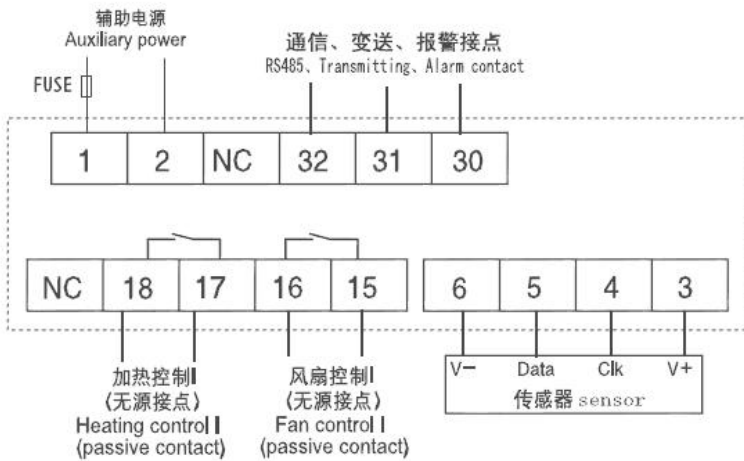 辅助电源
Auxiliary power
通信、变送、报警接点
RS485、Transmitting、Alarm contact
FUSE
1 2 NC 32 31 30
NC 18 17 16 15 6 5 4 3
V- Data Clk V+
传感器 sensor
加热控制I
(无源接点)
Heating control I
(passive contact)
风扇控制I
(无源接点)
Fan control I
(passive contact)